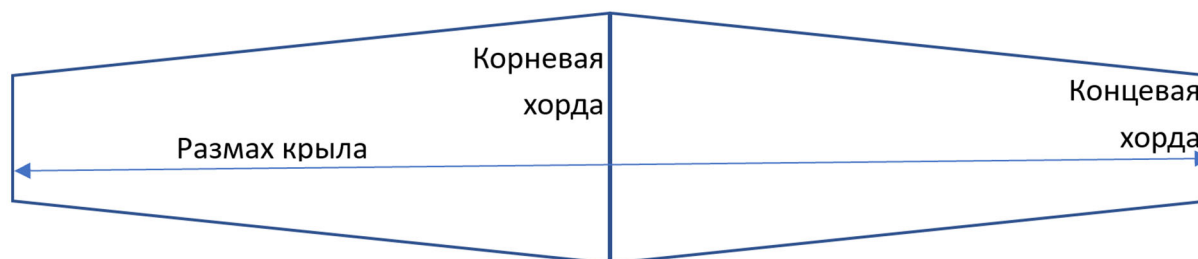 Корневая
хорда
Концевая
хорда
Размах крыла